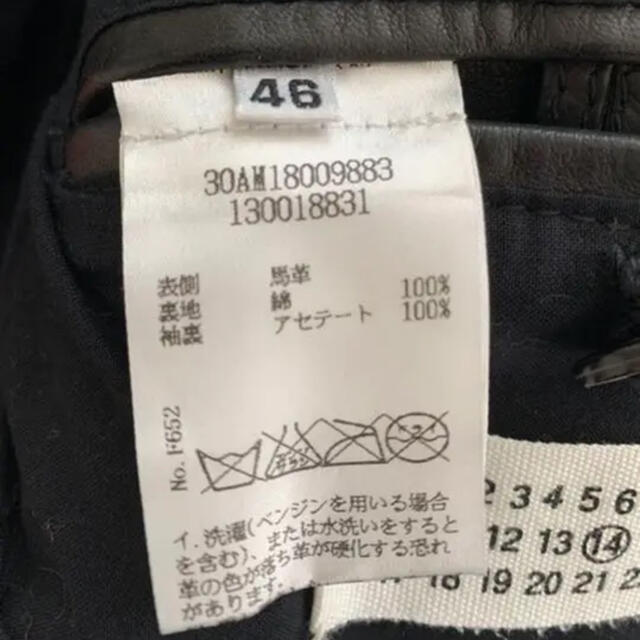 46
30AM18009883
130018831
表側 馬革
裏地 綿 100%
袖裏 アセテート 100%
No. F652
イ.洗濯(ベンジンを用いる場合
を含む)、または水洗いをすると
革の色が落ち革が硬化する恐れ
があります。
2 3 4 5 6
12 13 14
17 18 19 20 21 2